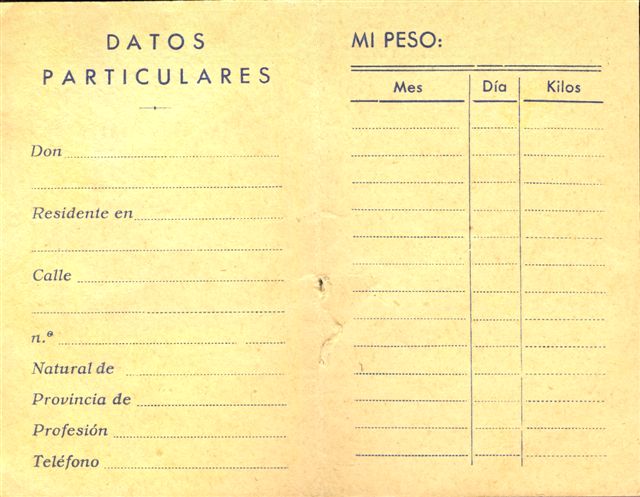 DATOS
PARTICULARES
Don
Residente en
Calle
n.º
Natural de
Provincia de
Profesión
Teléfono
MI PESO:
Mes Día Kilos